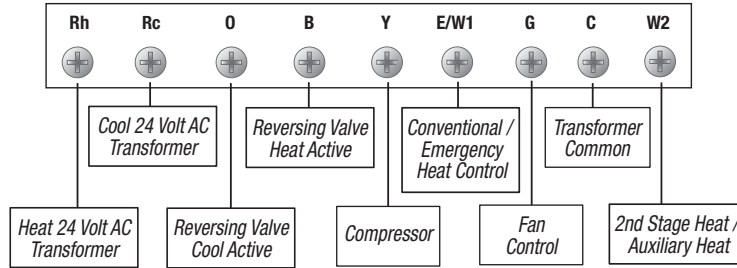 Rh Rc O B Y E/W1 G C W2
Cool 24 Volt AC
Transformer
Reversing Valve
Heat Active
Conventional /
Emergency
Heat Control
Transformer
Common
Heat 24 Volt AC
Transformer
Reversing Valve
Cool Active
Compressor
Fan
Control
2nd Stage Heat /
Auxiliary Heat